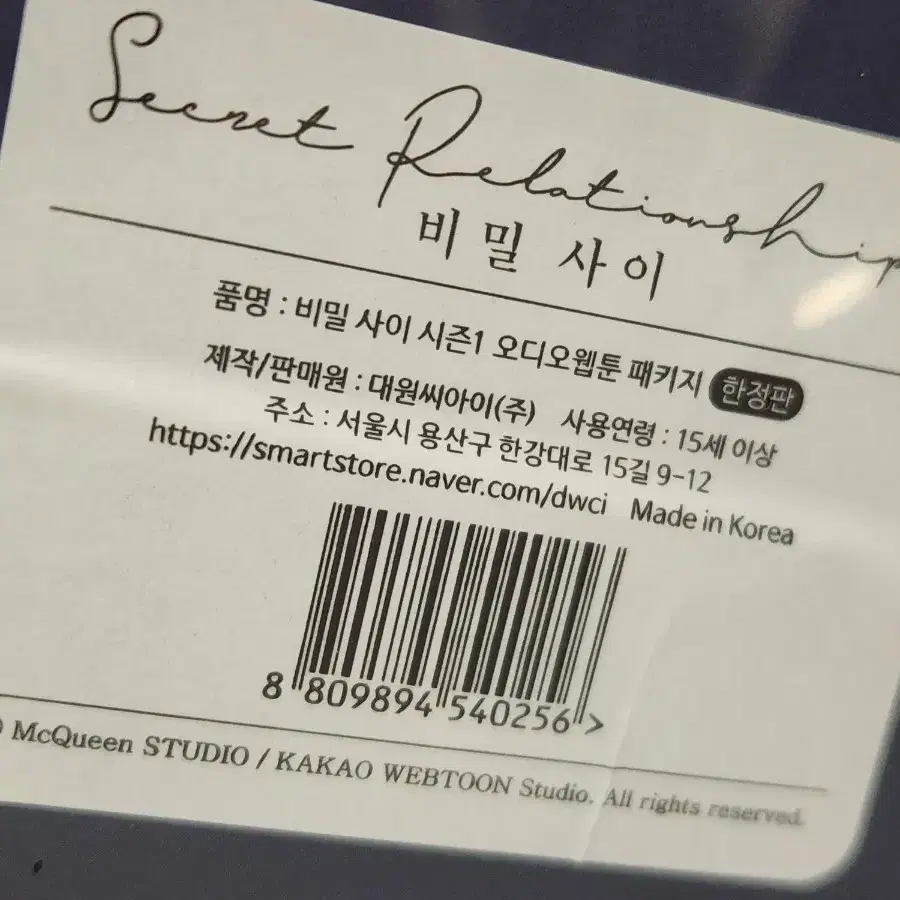 Secret Relationship
비밀 사이
품명 : 비밀 사이 시즌1 오디오웹툰 패키지 한정판
제작/판매원 : 대원씨아이(주) 사용연령 : 15세 이상
주소 : 서울시 용산구 한강대로 15길 9-12
https://smartstore.naver.com/dwci Made in Korea
8 809894 540256 >
) McQueen STUDIO / KAKAO WEBTOON Studio. All rights reserved.